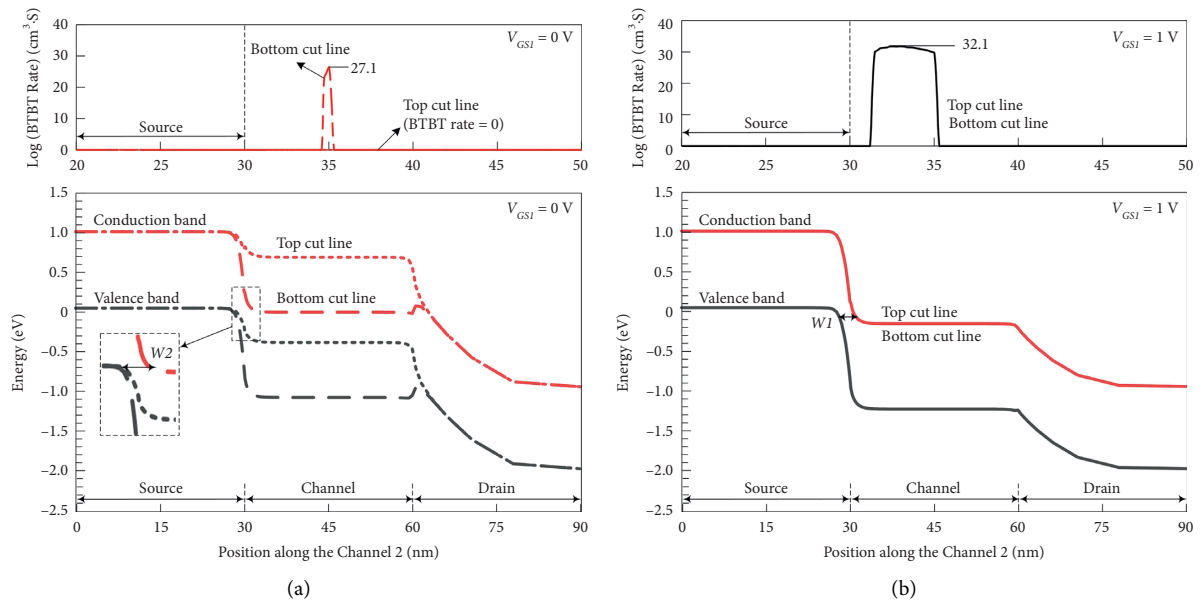 40
30
20
10
0
Log (BTBT Rate) (cm³·S)
V_GS1 = 0 V
Bottom cut line
27.1
Top cut line
(BTBT rate = 0)
Source
20 30 35 40 45 50
1.5
1.0
0.5
0
–0.5
–1.0
–1.5
–2.0
–2.5
Energy (eV)
V_GS1 = 0 V
Conduction band
Top cut line
Valence band
Bottom cut line
W2
Source Channel Drain
0 15 30 45 60 75 90
Position along the Channel 2 (nm)
(a)
40
30
20
10
0
Log (BTBT Rate) (cm³·S)
V_GS1 = 1 V
32.1
Top cut line
Bottom cut line
Source
20 30 35 40 45 50
1.5
1.0
0.5
0
–0.5
–1.0
–1.5
–2.0
–2.5
Energy (eV)
V_GS1 = 1 V
Conduction band
Valence band
W1
Top cut line
Bottom cut line
Source Channel Drain
0 15 30 45 60 75 90
Position along the Channel 2 (nm)
(b)